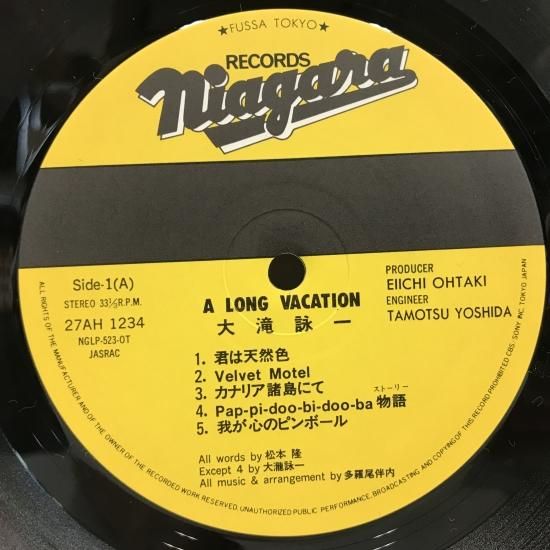 ★FUSSA TOKYO★
RECORDS
Niagara
Side-1(A)
STEREO 33⅓R.P.M.
27AH 1234
NGLP-523-OT
JASRAC
PRODUCER
EIICHI OHTAKI
ENGINEER
TAMOTSU YOSHIDA
A LONG VACATION
大滝詠一
1. 君は天然色
2. Velvet Motel
3. カナリア諸島にて
ストーリー
4. Pap-pi-doo-bi-doo-ba 物語
5. 我が心のピンボール
All words by 松本 隆
Except 4 by 大瀧詠一
All music & arrangement by 多羅尾伴内
ALL RIGHTS OF THE MANUFACTURER AND OF THE OWNER OF THE RECORDED WORK RESERVED. UNAUTHORIZED PUBLIC PERFORMANCE, BROADCASTING AND COPYING OF THIS RECORD PROHIBITED CBS. SONY INC. TOKYO JAPAN